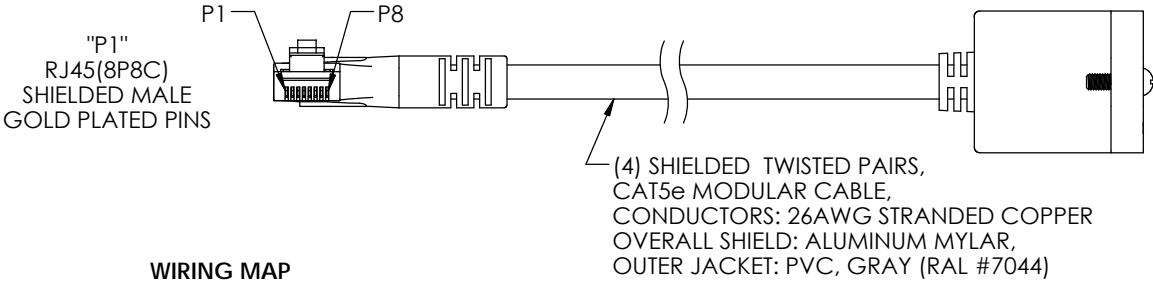 P1
P8
"P1"
RJ45(8P8C)
SHIELDED MALE
GOLD PLATED PINS
(4) SHIELDED TWISTED PAIRS,
CAT5e MODULAR CABLE,
CONDUCTORS: 26AWG STRANDED COPPER
OVERALL SHIELD: ALUMINUM MYLAR,
OUTER JACKET: PVC, GRAY (RAL #7044)
WIRING MAP